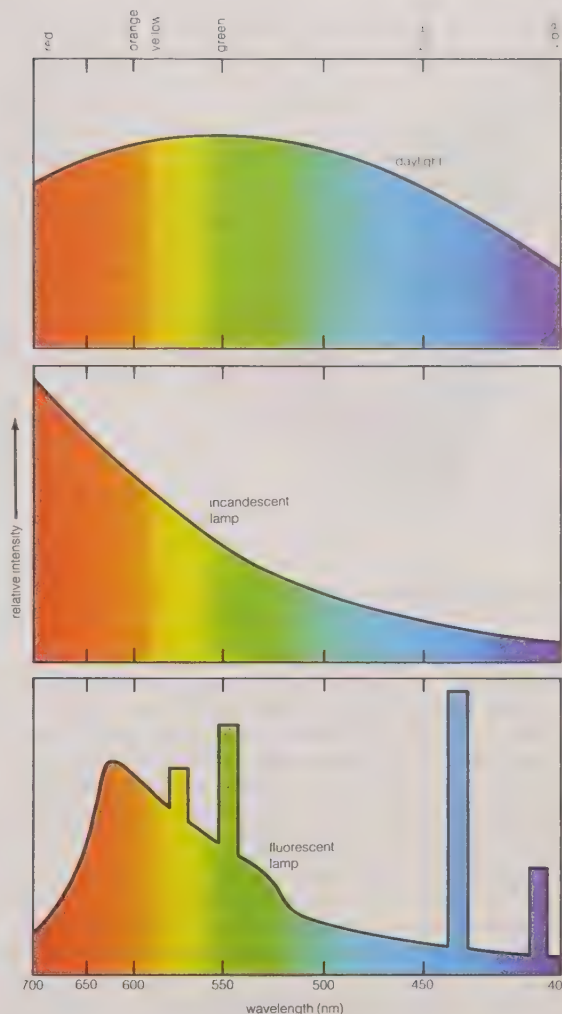 red
orange
yellow
green
daylight
incandescent
lamp
relative intensity
fluorescent
lamp
700
650
600
550
500
450
40
wavelength (nm)